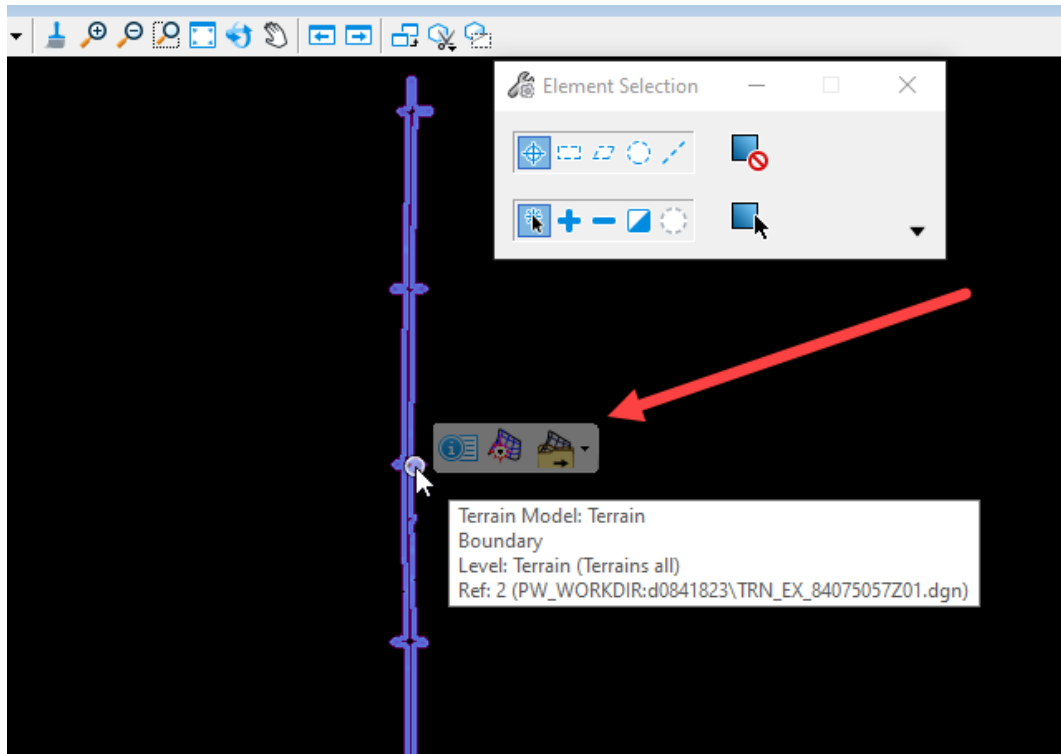 Element Selection
Terrain Model: Terrain
Boundary
Level: Terrain (Terrains all)
Ref: 2 (PW_WORKDIR:d0841823\TRN_EX_84075057Z01.dgn)